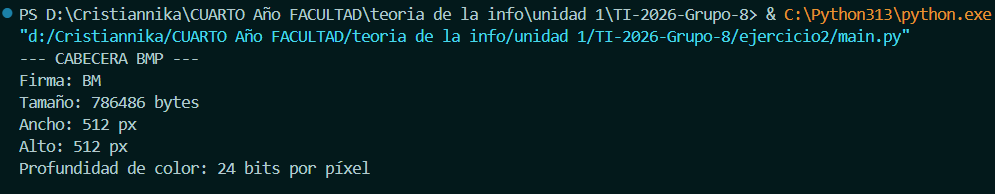 PS D:\Cristiannika\CUARTO Año FACULTAD\teoria de la info\unidad 1\TI-2026-Grupo-8> & C:\Python313\python.exe
"d:/Cristiannika/CUARTO Año FACULTAD/teoria de la info/unidad 1/TI-2026-Grupo-8/ejercicio2/main.py"
--- CABECERA BMP ---
Firma: BM
Tamaño: 786486 bytes
Ancho: 512 px
Alto: 512 px
Profundidad de color: 24 bits por píxel